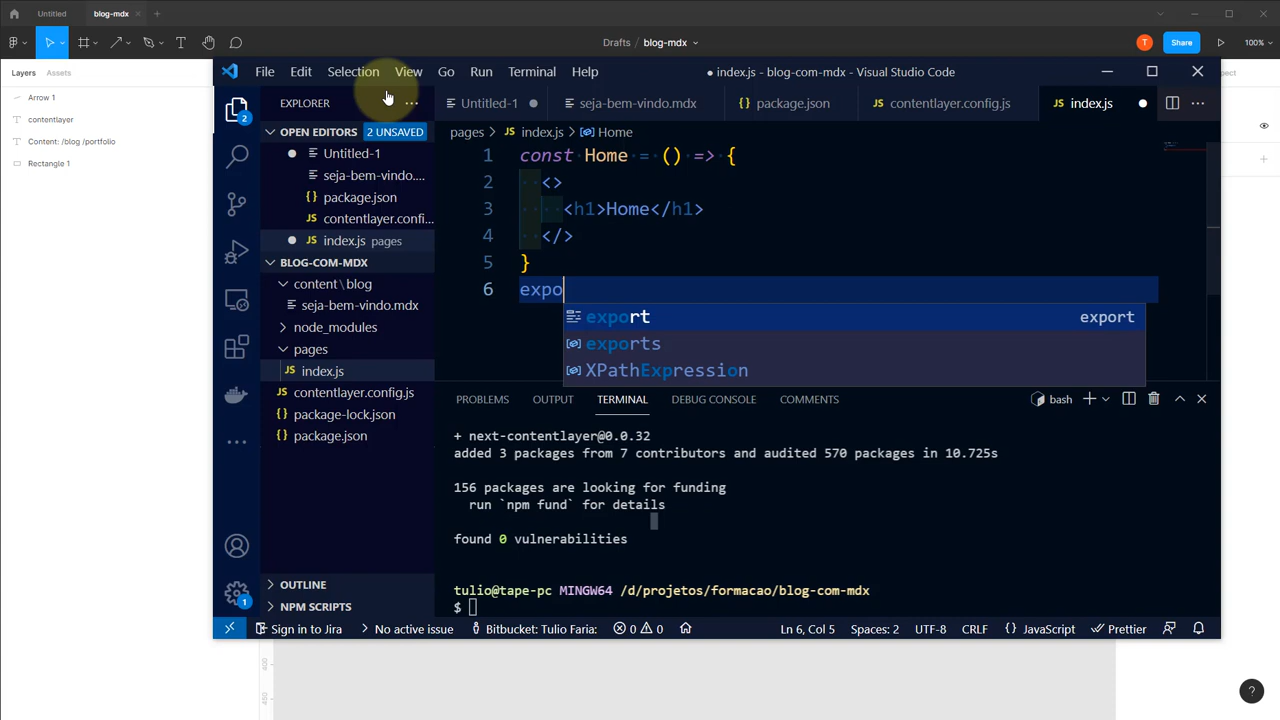 Untitled
blog-mdx
Drafts / blog-mdx
T
Share
100%
Layers
Assets
Arrow 1
contentlayer
Content: /blog /portfolio
Rectangle 1
File Edit Selection View Go Run Terminal Help
● index.js - blog-com-mdx - Visual Studio Code
EXPLORER
Untitled-1
seja-bem-vindo.mdx
package.json
contentlayer.config.js
index.js
OPEN EDITORS 2 UNSAVED
Untitled-1
seja-bem-vindo....
package.json
contentlayer.confi...
index.js pages
BLOG-COM-MDX
content\blog
seja-bem-vindo.mdx
node_modules
pages
index.js
contentlayer.config.js
package-lock.json
package.json
OUTLINE
NPM SCRIPTS
2
1
pages > JS index.js > Home
1 const Home = () => {
2 <>
3 <h1>Home</h1>
4 </>
5 }
6 expo
export export
exports
XPathExpression
PROBLEMS OUTPUT TERMINAL DEBUG CONSOLE COMMENTS
bash
+ next-contentlayer@0.0.32
added 3 packages from 7 contributors and audited 570 packages in 10.725s
156 packages are looking for funding
run `npm fund` for details
found 0 vulnerabilities
tulio@tape-pc MINGW64 /d/projetos/formacao/blog-com-mdx
$
Sign in to Jira No active issue Bitbucket: Tulio Faria: 0 0 Ln 6, Col 5 Spaces: 2 UTF-8 CRLF JavaScript Prettier
?